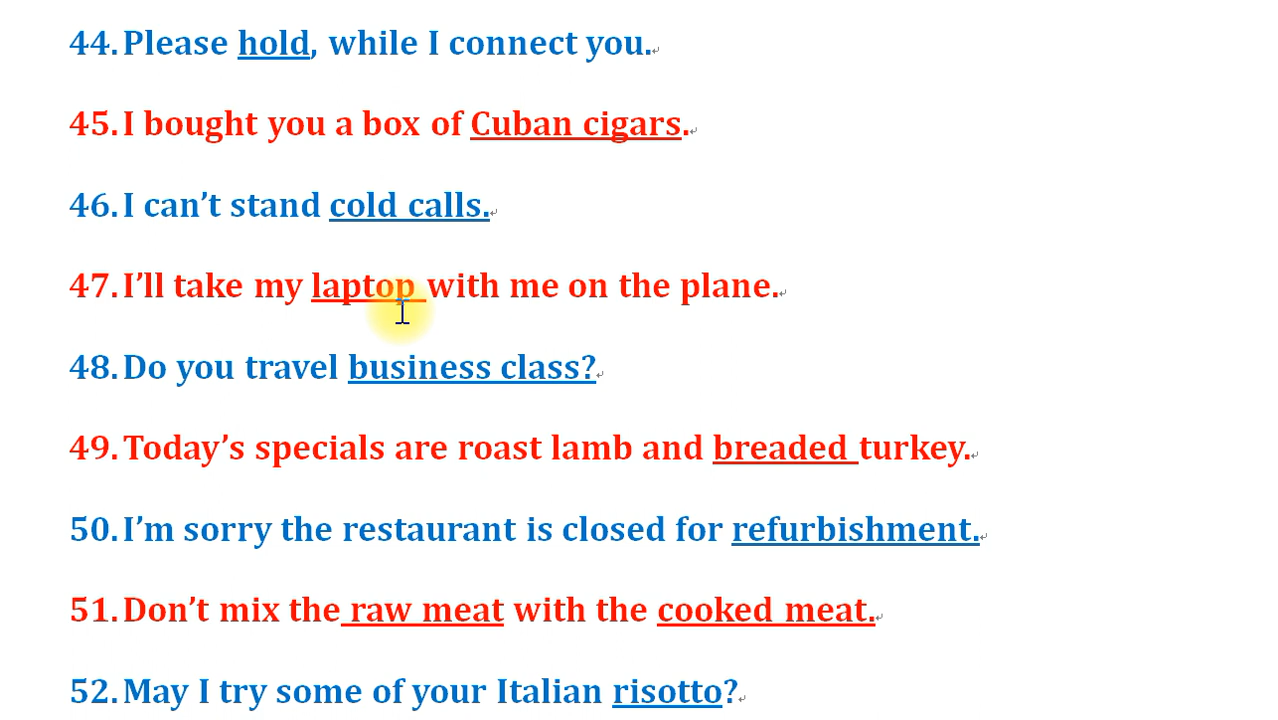 44. Please hold, while I connect you.
45. I bought you a box of Cuban cigars.
46. I can’t stand cold calls.
47. I’ll take my laptop with me on the plane.
48. Do you travel business class?
49. Today’s specials are roast lamb and breaded turkey.
50. I’m sorry the restaurant is closed for refurbishment.
51. Don’t mix the raw meat with the cooked meat.
52. May I try some of your Italian risotto?